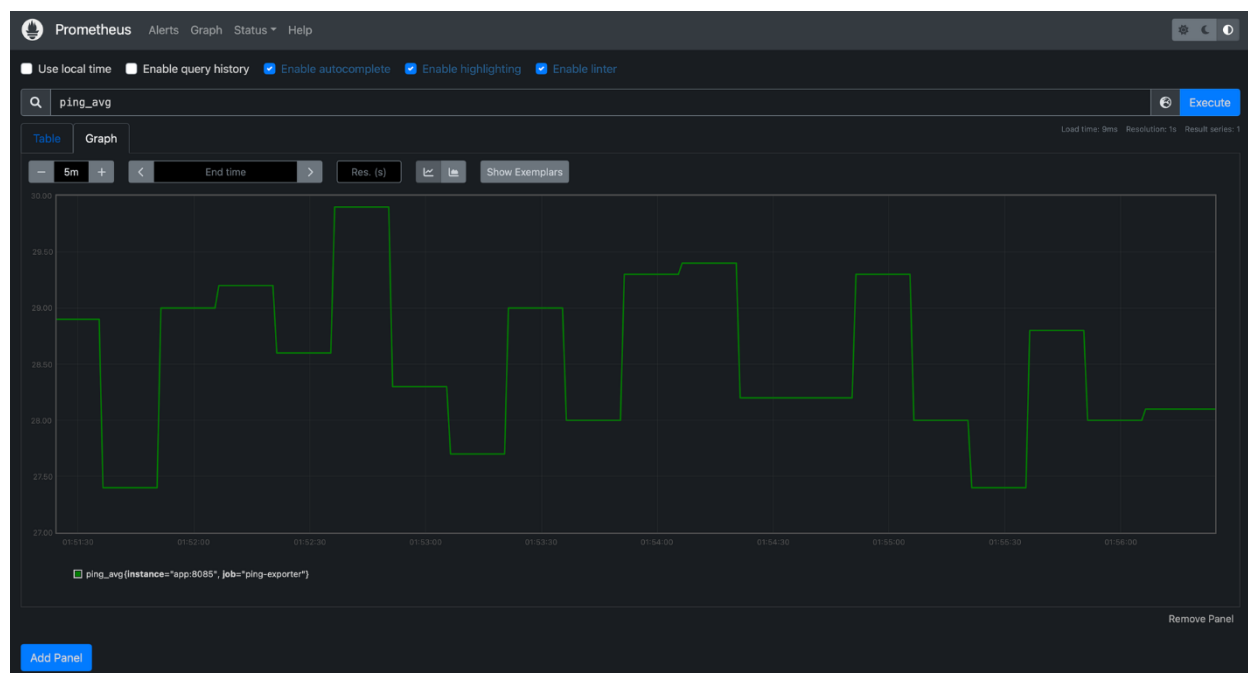 Prometheus Alerts Graph Status Help
Use local time Enable query history Enable autocomplete Enable highlighting Enable linter
ping_avg Execute
Load time: 9ms Resolution: 1s Result series: 1
Table Graph
5m End time Res. (s) Show Exemplars
30.00
29.50
29.00
28.50
28.00
27.50
27.00
01:51:30 01:52:00 01:52:30 01:53:00 01:53:30 01:54:00 01:54:30 01:55:00 01:55:30 01:56:00
ping_avg{instance="app:8085", job="ping-exporter"}
Remove Panel
Add Panel